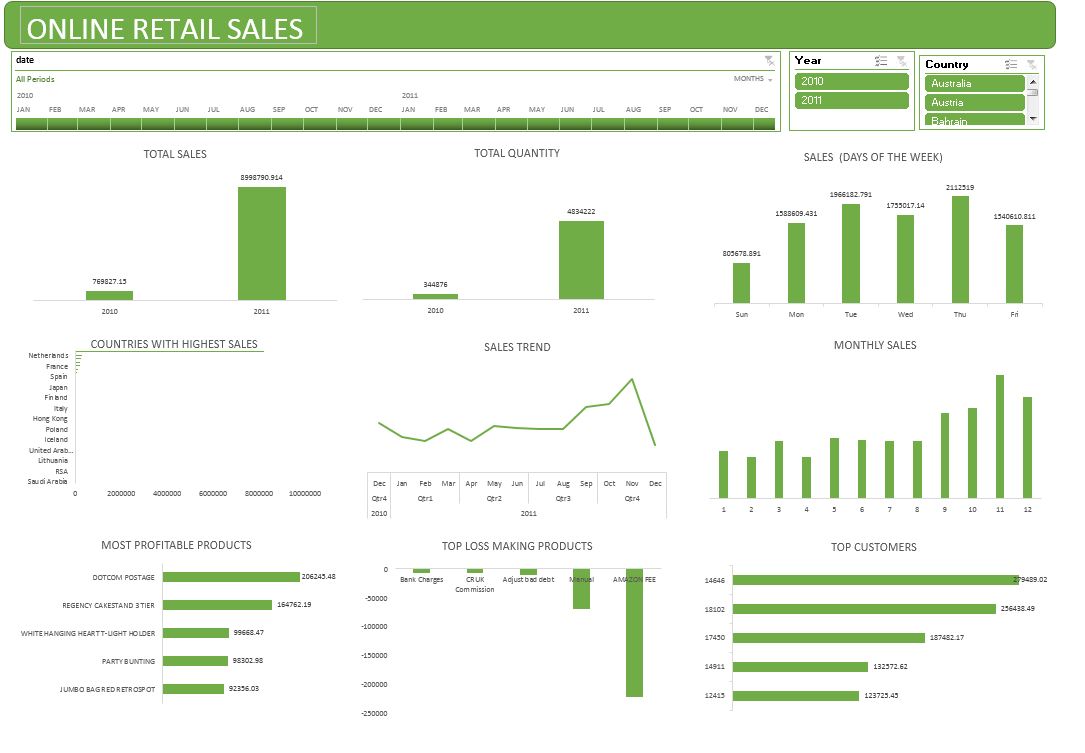 ONLINE RETAIL SALES
date
All Periods
MONTHS
2010 2011
JAN FEB MAR APR MAY JUN JUL AUG SEP OCT NOV DEC JAN FEB MAR APR MAY JUN JUL AUG SEP OCT NOV DEC
Year
2010
2011
Country
Australia
Austria
Bahrain
TOTAL SALES
8998790.914
769827.15
2010 2011
TOTAL QUANTITY
4834222
344876
2010 2011
SALES (DAYS OF THE WEEK)
805678.891
1588609.431
1966182.791
1755017.14
2112519
1540610.811
Sun Mon Tue Wed Thu Fri
COUNTRIES WITH HIGHEST SALES
Netherlands
France
Spain
Japan
Finland
Italy
Hong Kong
Poland
Iceland
United Arab...
Lithuania
RSA
Saudi Arabia
0 2000000 4000000 6000000 8000000 10000000
SALES TREND
Dec Jan Feb Mar Apr May Jun Jul Aug Sep Oct Nov Dec
Qtr4 Qtr1 Qtr2 Qtr3 Qtr4
2010 2011
MONTHLY SALES
1 2 3 4 5 6 7 8 9 10 11 12
MOST PROFITABLE PRODUCTS
DOTCOM POSTAGE 206245.48
REGENCY CAKESTAND 3 TIER 164762.19
WHITE HANGING HEART T-LIGHT HOLDER 99668.47
PARTY BUNTING 98302.98
JUMBO BAG RED RETROSPOT 92356.03
TOP LOSS MAKING PRODUCTS
0
Bank Charges CRUK Adjust bad debt Manual AMAZON FEE
Commission
-50000
-100000
-150000
-200000
-250000
TOP CUSTOMERS
14646 279489.02
18102 256438.49
17450 187482.17
14911 132572.62
12415 123725.45